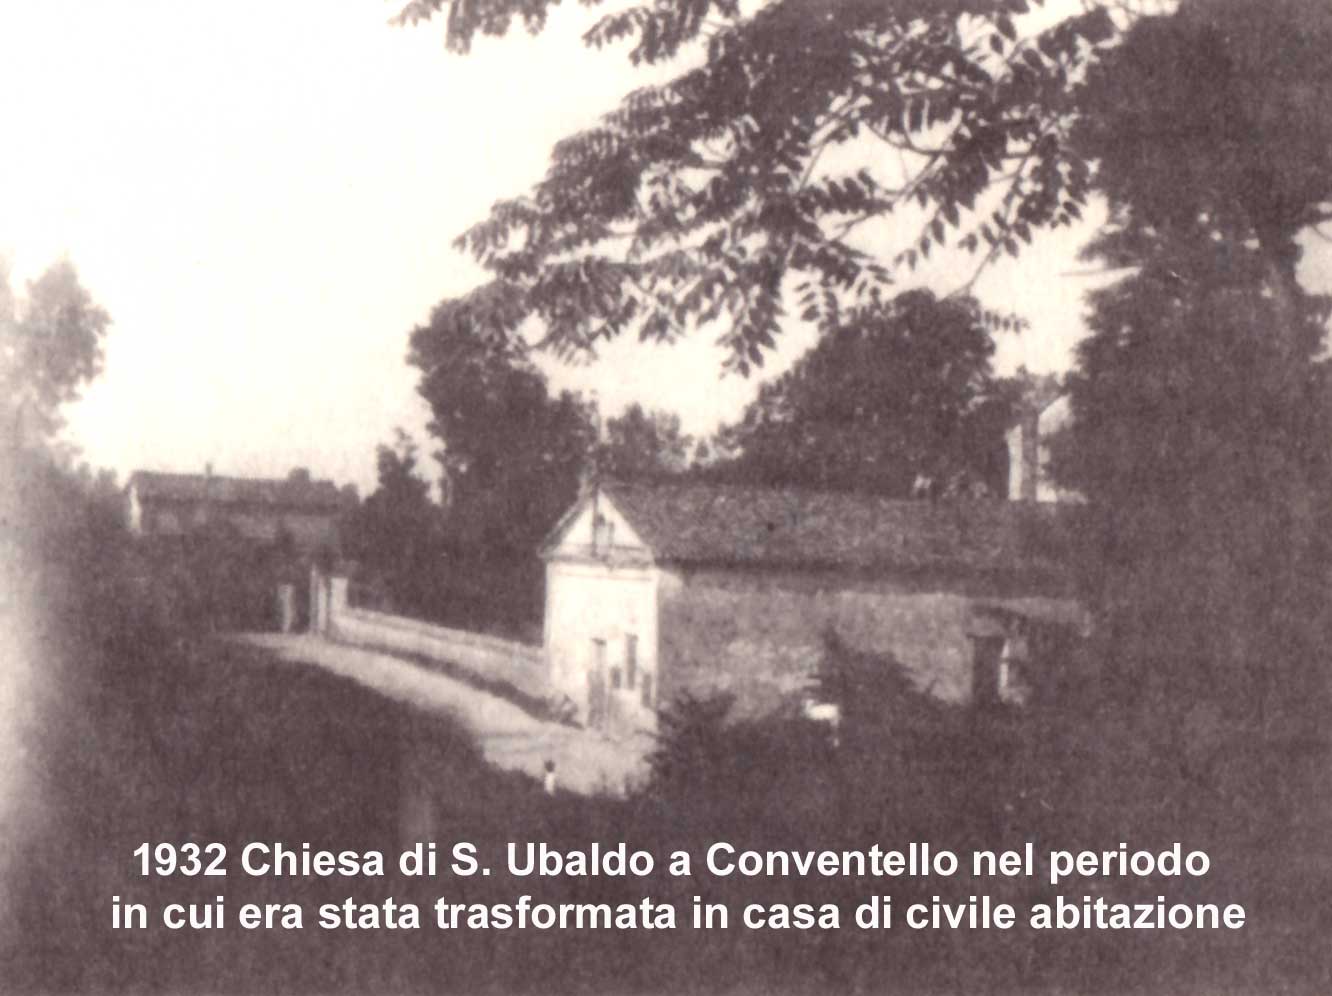 1932 Chiesa di S. Ubaldo a Conventello nel periodo
in cui era stata trasformata in casa di civile abitazione